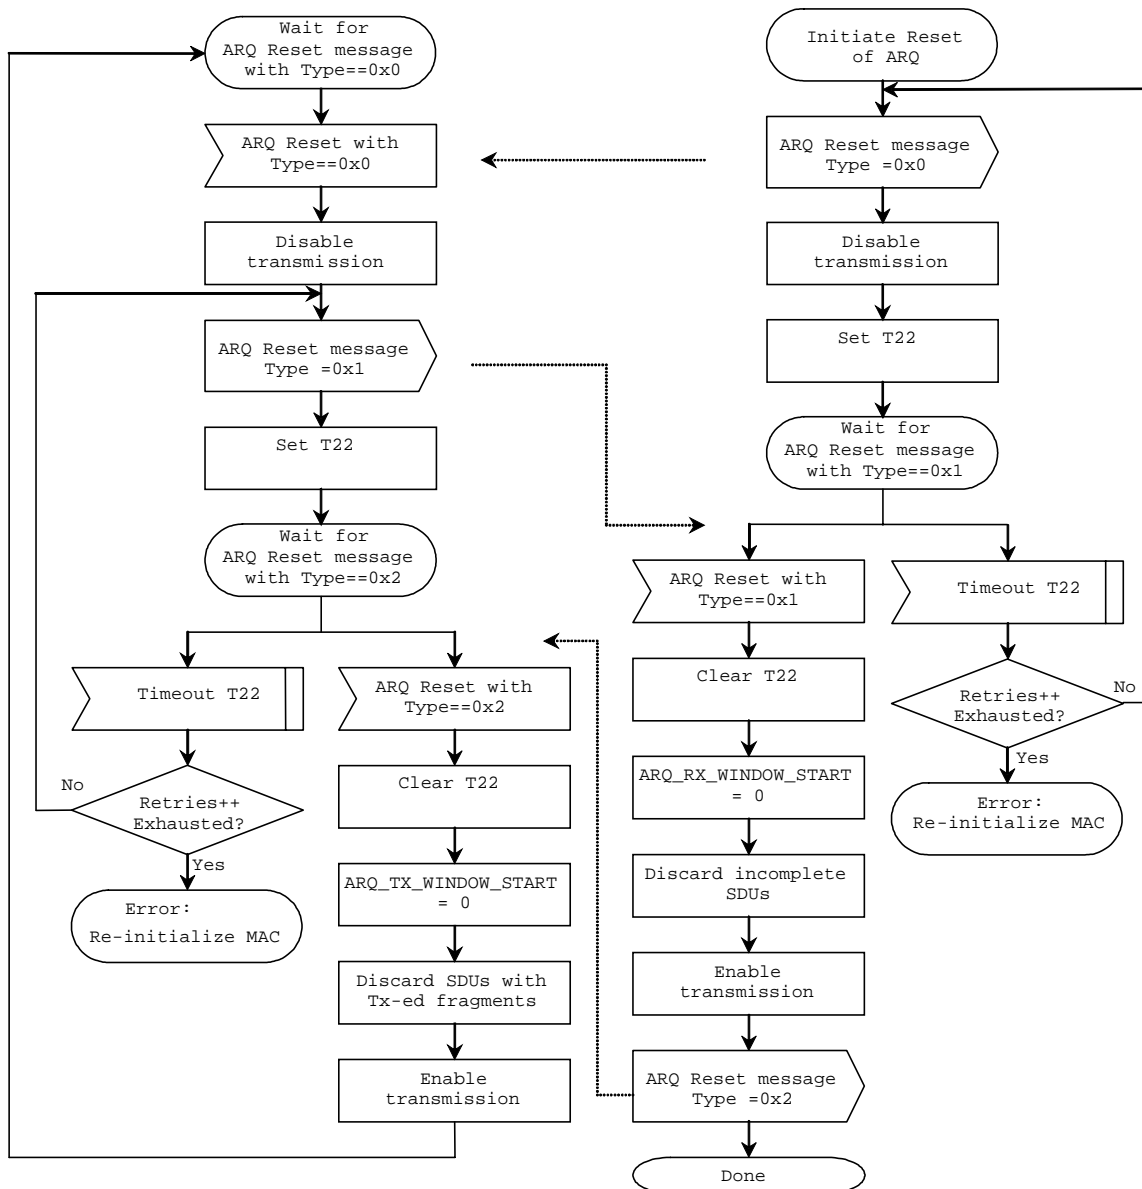 Wait for
ARQ Reset message
with Type==0x0
ARQ Reset with
Type==0x0
Disable
transmission
ARQ Reset message
Type =0x1
Set T22
Wait for
ARQ Reset message
with Type==0x2
Timeout T22
No
Retries++
Exhausted?
Yes
Error:
Re-initialize MAC
ARQ Reset with
Type==0x2
Clear T22
ARQ_TX_WINDOW_START
= 0
Discard SDUs with
Tx-ed fragments
Enable
transmission
Initiate Reset
of ARQ
ARQ Reset message
Type =0x0
Disable
transmission
Set T22
Wait for
ARQ Reset message
with Type==0x1
ARQ Reset with
Type==0x1
Clear T22
ARQ_RX_WINDOW_START
= 0
Discard incomplete
SDUs
Enable
transmission
ARQ Reset message
Type =0x2
Done
Timeout T22
Retries++
Exhausted?
No
Yes
Error:
Re-initialize MAC